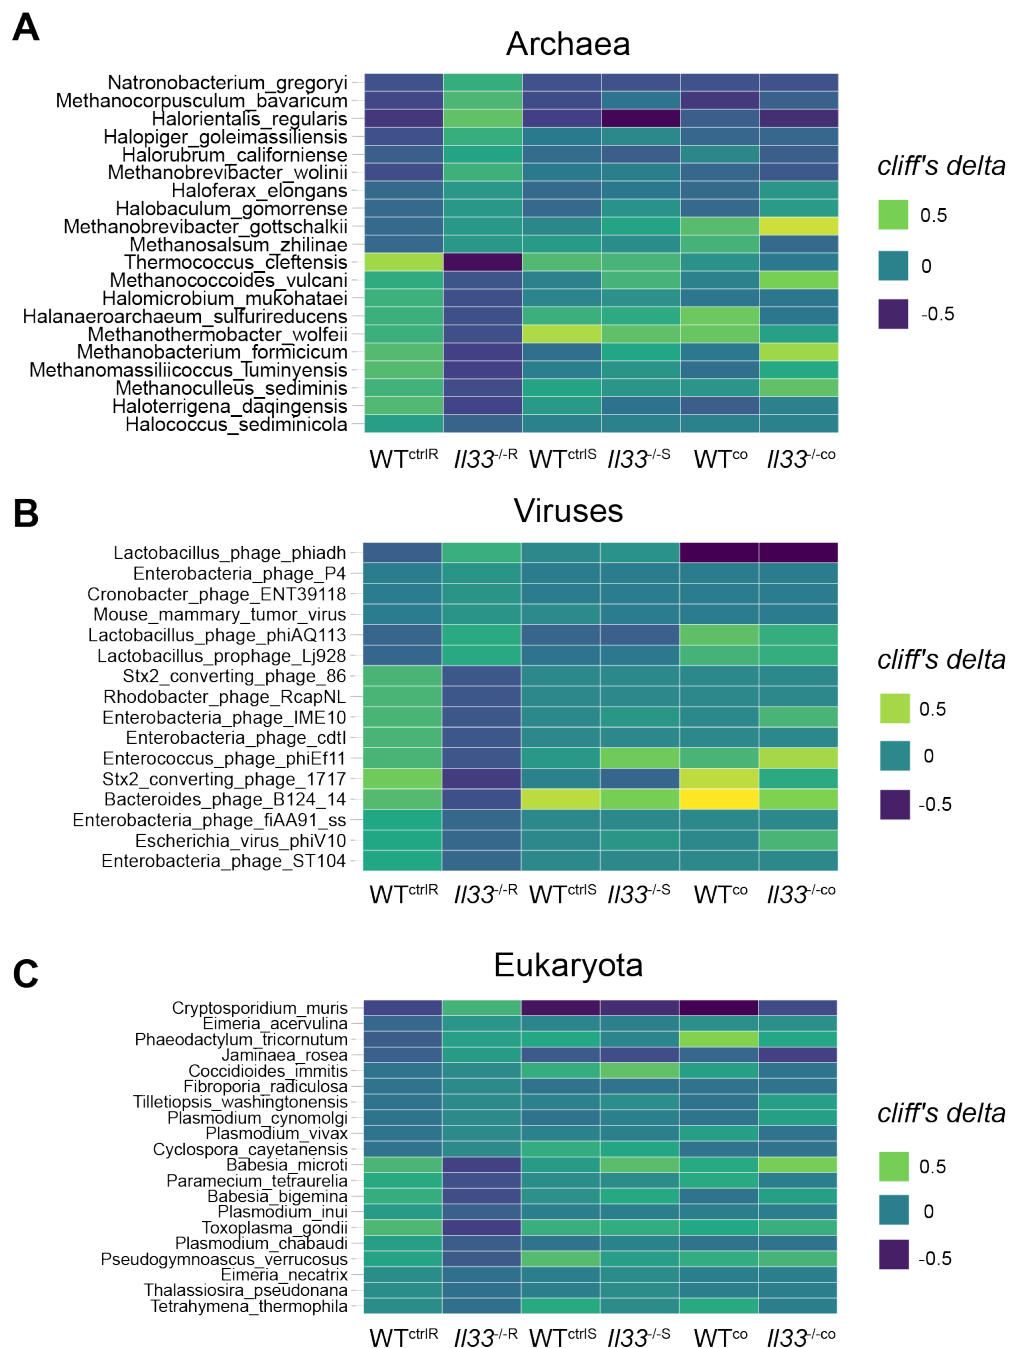 A
Archaea
Natronobacterium_gregoryi
Methanocorpusculum_bavaricum
Halorientalis_regularis
Halopiger_goleimassiliensis
Halorubrum_californiense
Methanobrevibacter_wolinii
Haloferax_elongans
Halobaculum_gomorrense
Methanobrevibacter_gottschalkii
Methanosalsum_zhilinae
Thermococcus_cleftensis
Methanococcoides_vulcani
Halomicrobium_mukohataei
Halanaeroarchaeum_sulfurireducens
Methanothermobacter_wolfeii
Methanobacterium_formicicum
Methanomassiliicoccus_luminyensis
Methanoculleus_sediminis
Haloterrigena_daqingensis
Halococcus_sediminicola
cliff's delta
0.5
0
-0.5
WTctrlR Il33-/-R WTctrlS Il33-/-S WTco Il33-/-co
B
Viruses
Lactobacillus_phage_phiadh
Enterobacteria_phage_P4
Cronobacter_phage_ENT39118
Mouse_mammary_tumor_virus
Lactobacillus_phage_phiAQ113
Lactobacillus_prophage_Lj928
Stx2_converting_phage_86
Rhodobacter_phage_RcapNL
Enterobacteria_phage_IME10
Enterobacteria_phage_cdtI
Enterococcus_phage_phiEf11
Stx2_converting_phage_1717
Bacteroides_phage_B124_14
Enterobacteria_phage_fiAA91_ss
Escherichia_virus_phiV10
Enterobacteria_phage_ST104
cliff's delta
0.5
0
-0.5
WTctrlR Il33-/-R WTctrlS Il33-/-S WTco Il33-/-co
C
Eukaryota
Cryptosporidium_muris
Eimeria_acervulina
Phaeodactylum_tricornutum
Jaminaea_rosea
Coccidioides_immitis
Fibroporia_radiculosa
Tilletiopsis_washingtonensis
Plasmodium_cynomolgi
Plasmodium_vivax
Cyclospora_cayetanensis
Babesia_microti
Paramecium_tetraurelia
Babesia_bigemina
Plasmodium_inui
Toxoplasma_gondii
Plasmodium_chabaudi
Pseudogymnoascus_verrucosus
Eimeria_necatrix
Thalassiosira_pseudonana
Tetrahymena_thermophila
cliff's delta
0.5
0
-0.5
WTctrlR Il33-/-R WTctrlS Il33-/-S WTco Il33-/-co